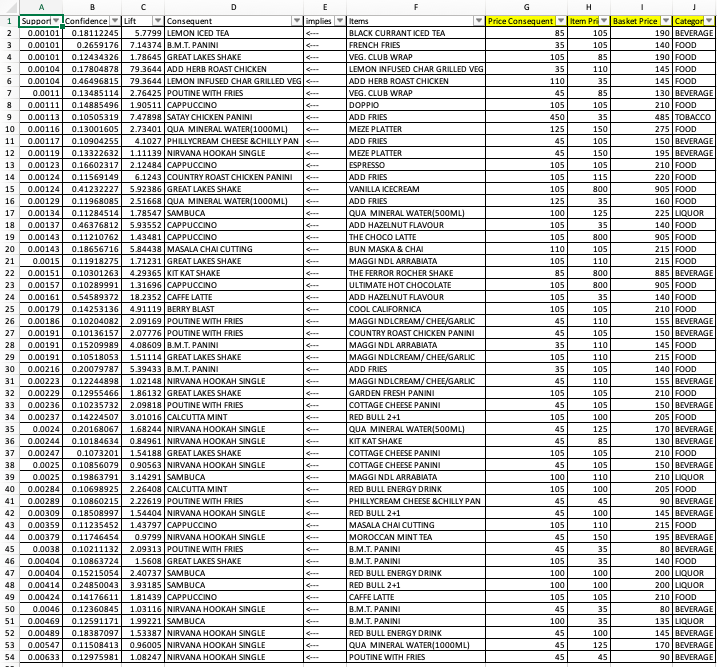 A B C D E F G H I J
1 Support Confidence Lift Consequent implies Items Price Consequent Item Pri Basket Price Categor
2 0.00101 0.18112245 5.7799 LEMON ICED TEA <--- BLACK CURRANT ICED TEA 85 105 190 BEVERAGE
3 0.00101 0.2659176 7.14374 B.M.T. PANINI <--- FRENCH FRIES 35 105 140 FOOD
4 0.00101 0.12434326 1.78645 GREAT LAKES SHAKE <--- VEG. CLUB WRAP 105 85 190 FOOD
5 0.00104 0.17804878 79.3644 ADD HERB ROAST CHICKEN <--- LEMON INFUSED CHAR GRILLED VEG 35 110 145 FOOD
6 0.00104 0.46496815 79.3644 LEMON INFUSED CHAR GRILLED VEG <--- ADD HERB ROAST CHICKEN 110 35 145 FOOD
7 0.0011 0.13485114 2.76425 POUTINE WITH FRIES <--- VEG. CLUB WRAP 45 85 130 BEVERAGE
8 0.00111 0.14885496 1.90511 CAPPUCCINO <--- DOPPIO 105 105 210 FOOD
9 0.00113 0.10505319 7.47898 SATAY CHICKEN PANINI <--- ADD FRIES 450 35 485 TOBACCO
10 0.00116 0.13001605 2.73401 QUA MINERAL WATER(1000ML) <--- MEZE PLATTER 125 150 275 FOOD
11 0.00117 0.10904255 4.1027 PHILLYCREAM CHEESE &CHILLY PAN <--- ADD FRIES 45 105 150 BEVERAGE
12 0.00119 0.13322632 1.11139 NIRVANA HOOKAH SINGLE <--- MEZE PLATTER 45 150 195 BEVERAGE
13 0.00123 0.16602317 2.12484 CAPPUCCINO <--- ESPRESSO 105 105 210 FOOD
14 0.00124 0.11569149 6.1243 COUNTRY ROAST CHICKEN PANINI <--- ADD FRIES 105 115 220 FOOD
15 0.00124 0.41232227 5.92386 GREAT LAKES SHAKE <--- VANILLA ICECREAM 105 800 905 FOOD
16 0.00129 0.11968085 2.51668 QUA MINERAL WATER(1000ML) <--- ADD FRIES 125 35 160 FOOD
17 0.00134 0.11284514 1.78547 SAMBUCA <--- QUA MINERAL WATER(500ML) 100 125 225 LIQUOR
18 0.00137 0.46376812 5.93552 CAPPUCCINO <--- ADD HAZELNUT FLAVOUR 105 35 140 FOOD
19 0.00143 0.11210762 1.43481 CAPPUCCINO <--- THE CHOCO LATTE 105 800 905 FOOD
20 0.00143 0.18656716 5.84438 MASALA CHAI CUTTING <--- BUN MASKA & CHAI 110 105 215 FOOD
21 0.0015 0.11918275 1.71231 GREAT LAKES SHAKE <--- MAGGI NDL ARRABIATA 105 110 215 FOOD
22 0.00151 0.10301263 4.29365 KIT KAT SHAKE <--- THE FERROR ROCHER SHAKE 85 800 885 BEVERAGE
23 0.00157 0.10289991 1.31696 CAPPUCCINO <--- ULTIMATE HOT CHOCOLATE 105 800 905 FOOD
24 0.00161 0.54589372 18.2352 CAFFE LATTE <--- ADD HAZELNUT FLAVOUR 105 35 140 FOOD
25 0.00179 0.14253136 4.91119 BERRY BLAST <--- COOL CALIFORNICA 105 105 210 FOOD
26 0.00186 0.10204082 2.09169 POUTINE WITH FRIES <--- MAGGI NDLCREAM/ CHEE/GARLIC 45 110 155 BEVERAGE
27 0.00191 0.10136157 2.07776 POUTINE WITH FRIES <--- COUNTRY ROAST CHICKEN PANINI 45 105 150 BEVERAGE
28 0.00191 0.15209989 4.08609 B.M.T. PANINI <--- MAGGI NDL ARRABIATA 35 110 145 FOOD
29 0.00191 0.10518053 1.51114 GREAT LAKES SHAKE <--- MAGGI NDLCREAM/ CHEE/GARLIC 105 110 215 FOOD
30 0.00216 0.20079787 5.39433 B.M.T. PANINI <--- ADD FRIES 35 105 140 FOOD
31 0.00223 0.12244898 1.02148 NIRVANA HOOKAH SINGLE <--- MAGGI NDLCREAM/ CHEE/GARLIC 45 110 155 BEVERAGE
32 0.00229 0.12955466 1.86132 GREAT LAKES SHAKE <--- GARDEN FRESH PANINI 105 105 210 FOOD
33 0.00236 0.10235732 2.09818 POUTINE WITH FRIES <--- COTTAGE CHEESE PANINI 45 105 150 BEVERAGE
34 0.00237 0.14224507 3.01016 CALCUTTA MINT <--- RED BULL 2+1 105 100 205 FOOD
35 0.0024 0.20168067 1.68244 NIRVANA HOOKAH SINGLE <--- QUA MINERAL WATER(500ML) 45 125 170 BEVERAGE
36 0.00244 0.10184634 0.84961 NIRVANA HOOKAH SINGLE <--- KIT KAT SHAKE 45 85 130 BEVERAGE
37 0.00247 0.1073201 1.54188 GREAT LAKES SHAKE <--- COTTAGE CHEESE PANINI 105 105 210 FOOD
38 0.0025 0.10856079 0.90563 NIRVANA HOOKAH SINGLE <--- COTTAGE CHEESE PANINI 45 105 150 BEVERAGE
39 0.0025 0.19863791 3.14291 SAMBUCA <--- MAGGI NDL ARRABIATA 100 110 210 LIQUOR
40 0.00284 0.10698925 2.26408 CALCUTTA MINT <--- RED BULL ENERGY DRINK 105 100 205 FOOD
41 0.00289 0.10860215 2.22619 POUTINE WITH FRIES <--- PHILLYCREAM CHEESE &CHILLY PAN 45 45 90 BEVERAGE
42 0.00309 0.18508997 1.54404 NIRVANA HOOKAH SINGLE <--- RED BULL 2+1 45 100 145 BEVERAGE
43 0.00359 0.11235452 1.43797 CAPPUCCINO <--- MASALA CHAI CUTTING 105 110 215 FOOD
44 0.00379 0.11746454 0.9799 NIRVANA HOOKAH SINGLE <--- MOROCCAN MINT TEA 45 150 195 BEVERAGE
45 0.0038 0.10211132 2.09313 POUTINE WITH FRIES <--- B.M.T. PANINI 45 35 80 BEVERAGE
46 0.00404 0.10863724 1.5608 GREAT LAKES SHAKE <--- B.M.T. PANINI 105 35 140 FOOD
47 0.00404 0.15215054 2.40737 SAMBUCA <--- RED BULL ENERGY DRINK 100 100 200 LIQUOR
48 0.00414 0.24850043 3.93185 SAMBUCA <--- RED BULL 2+1 100 100 200 LIQUOR
49 0.00424 0.14176611 1.81439 CAPPUCCINO <--- CAFFE LATTE 105 105 210 FOOD
50 0.0046 0.12360845 1.03116 NIRVANA HOOKAH SINGLE <--- B.M.T. PANINI 45 35 80 BEVERAGE
51 0.00469 0.12591171 1.99221 SAMBUCA <--- B.M.T. PANINI 100 35 135 LIQUOR
52 0.00489 0.18387097 1.53387 NIRVANA HOOKAH SINGLE <--- RED BULL ENERGY DRINK 45 100 145 BEVERAGE
53 0.00547 0.11508413 0.96005 NIRVANA HOOKAH SINGLE <--- QUA MINERAL WATER(1000ML) 45 125 170 BEVERAGE
54 0.00633 0.12975981 1.08247 NIRVANA HOOKAH SINGLE <--- POUTINE WITH FRIES 45 45 90 BEVERAGE